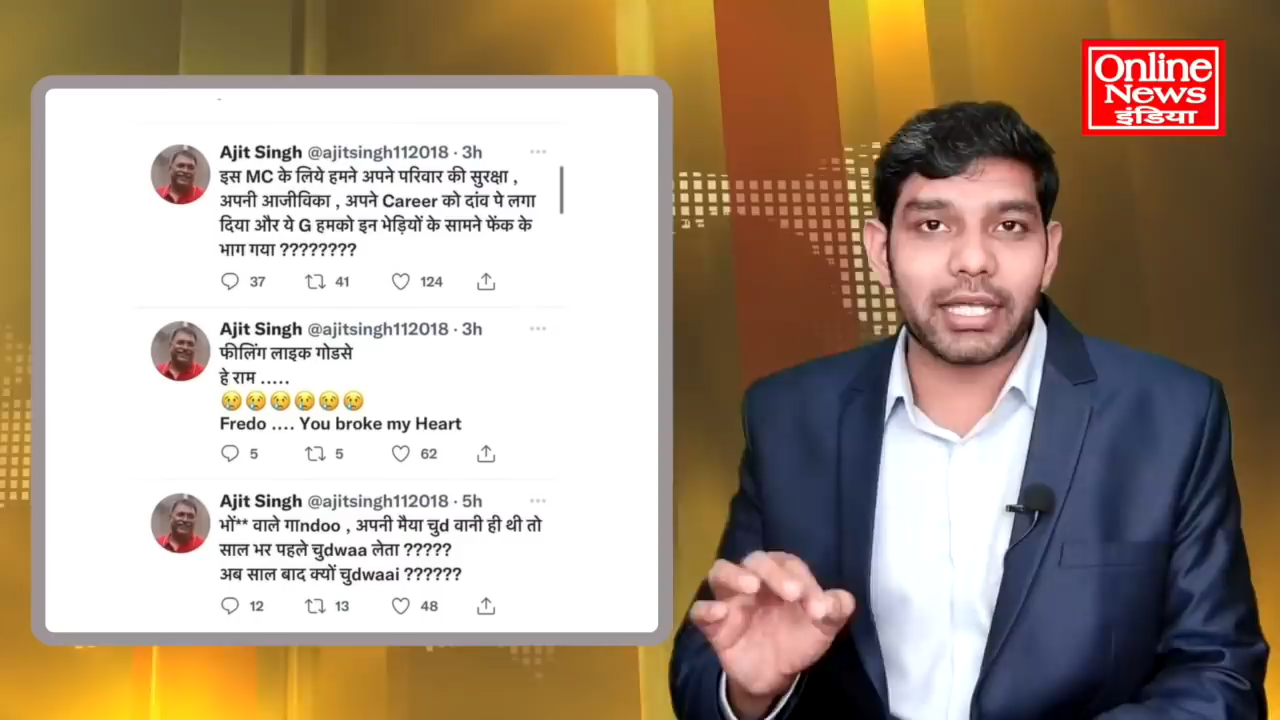 Ajit Singh @ajitsingh112018 · 3h
इस MC के लिये हमने अपने परिवार की सुरक्षा ,
अपनी आजीविका , अपने Career को दांव पे लगा
दिया और ये G हमको इन भेड़ियों के सामने फेंक के
भाग गया ????????
37 41 124
Ajit Singh @ajitsingh112018 · 3h
फीलिंग लाइक गोडसे
हे राम .....
😢😢😢😢😢😢
Fredo .... You broke my Heart
5 5 62
Ajit Singh @ajitsingh112018 · 5h
भों** वाले गाndoo , अपनी मैया चुd वानी ही थी तो
साल भर पहले चुdwaa लेता ?????
अब साल बाद क्यों चुdwaai ??????
12 13 48
Online
News
इंडिया